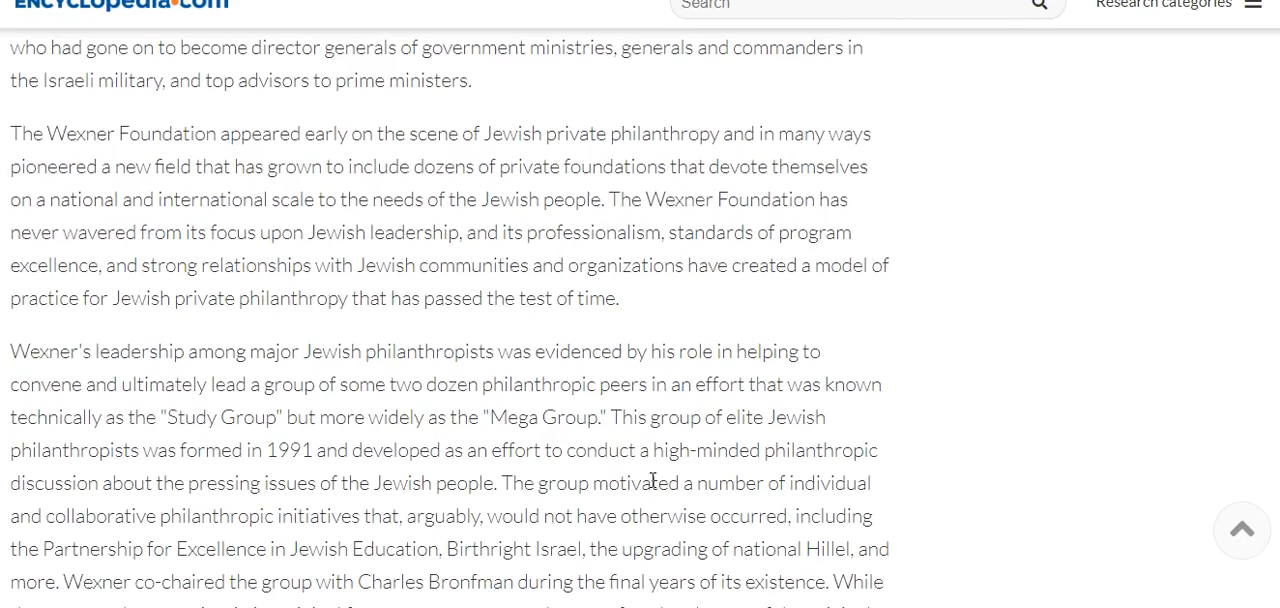 ENCYCLopedia.com
Search
Research categories
who had gone on to become director generals of government ministries, generals and commanders in
the Israeli military, and top advisors to prime ministers.
The Wexner Foundation appeared early on the scene of Jewish private philanthropy and in many ways
pioneered a new field that has grown to include dozens of private foundations that devote themselves
on a national and international scale to the needs of the Jewish people. The Wexner Foundation has
never wavered from its focus upon Jewish leadership, and its professionalism, standards of program
excellence, and strong relationships with Jewish communities and organizations have created a model of
practice for Jewish private philanthropy that has passed the test of time.
Wexner's leadership among major Jewish philanthropists was evidenced by his role in helping to
convene and ultimately lead a group of some two dozen philanthropic peers in an effort that was known
technically as the "Study Group" but more widely as the "Mega Group." This group of elite Jewish
philanthropists was formed in 1991 and developed as an effort to conduct a high-minded philanthropic
discussion about the pressing issues of the Jewish people. The group motivated a number of individual
and collaborative philanthropic initiatives that, arguably, would not have otherwise occurred, including
the Partnership for Excellence in Jewish Education, Birthright Israel, the upgrading of national Hillel, and
more. Wexner co-chaired the group with Charles Bronfman during the final years of its existence. While